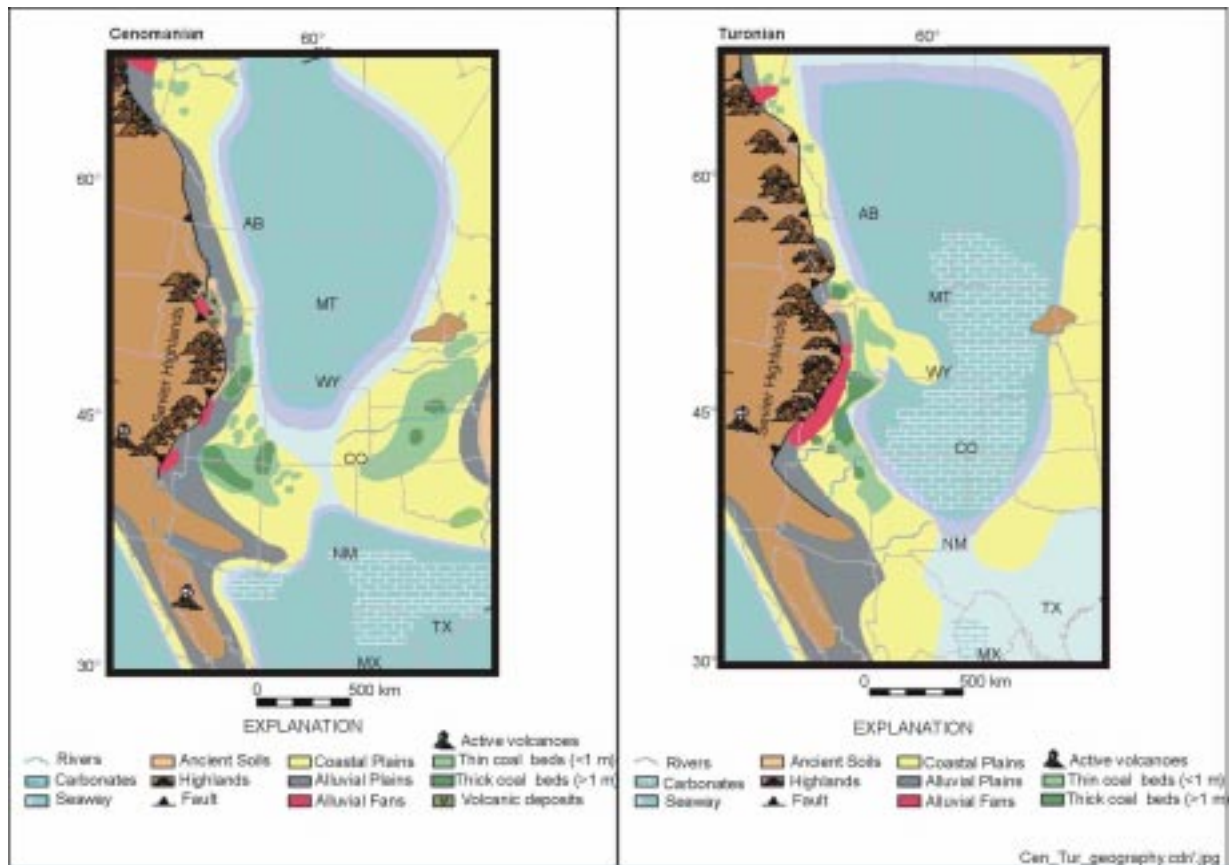 Cenomanian
60°
60°
AB
MT
Sevier Highlands
WY
45°
CO
NM
TX
30°
MX
0 500 km
EXPLANATION
Active volcanoes
Rivers Ancient Soils Coastal Plains Thin coal beds (<1 m)
Carbonates Highlands Alluvial Plains Thick coal beds (>1 m)
Seaway Fault Alluvial Fans Volcanic deposits
Turonian
60°
60°
AB
MT
Sevier Highlands
WY
45°
CO
NM
TX
30°
MX
0 500 km
EXPLANATION
Active volcanoes
Rivers Ancient Soils Coastal Plains
Carbonates Highlands Alluvial Plains Thin coal beds (<1 m)
Seaway Fault Alluvial Fans Thick coal beds (>1 m)